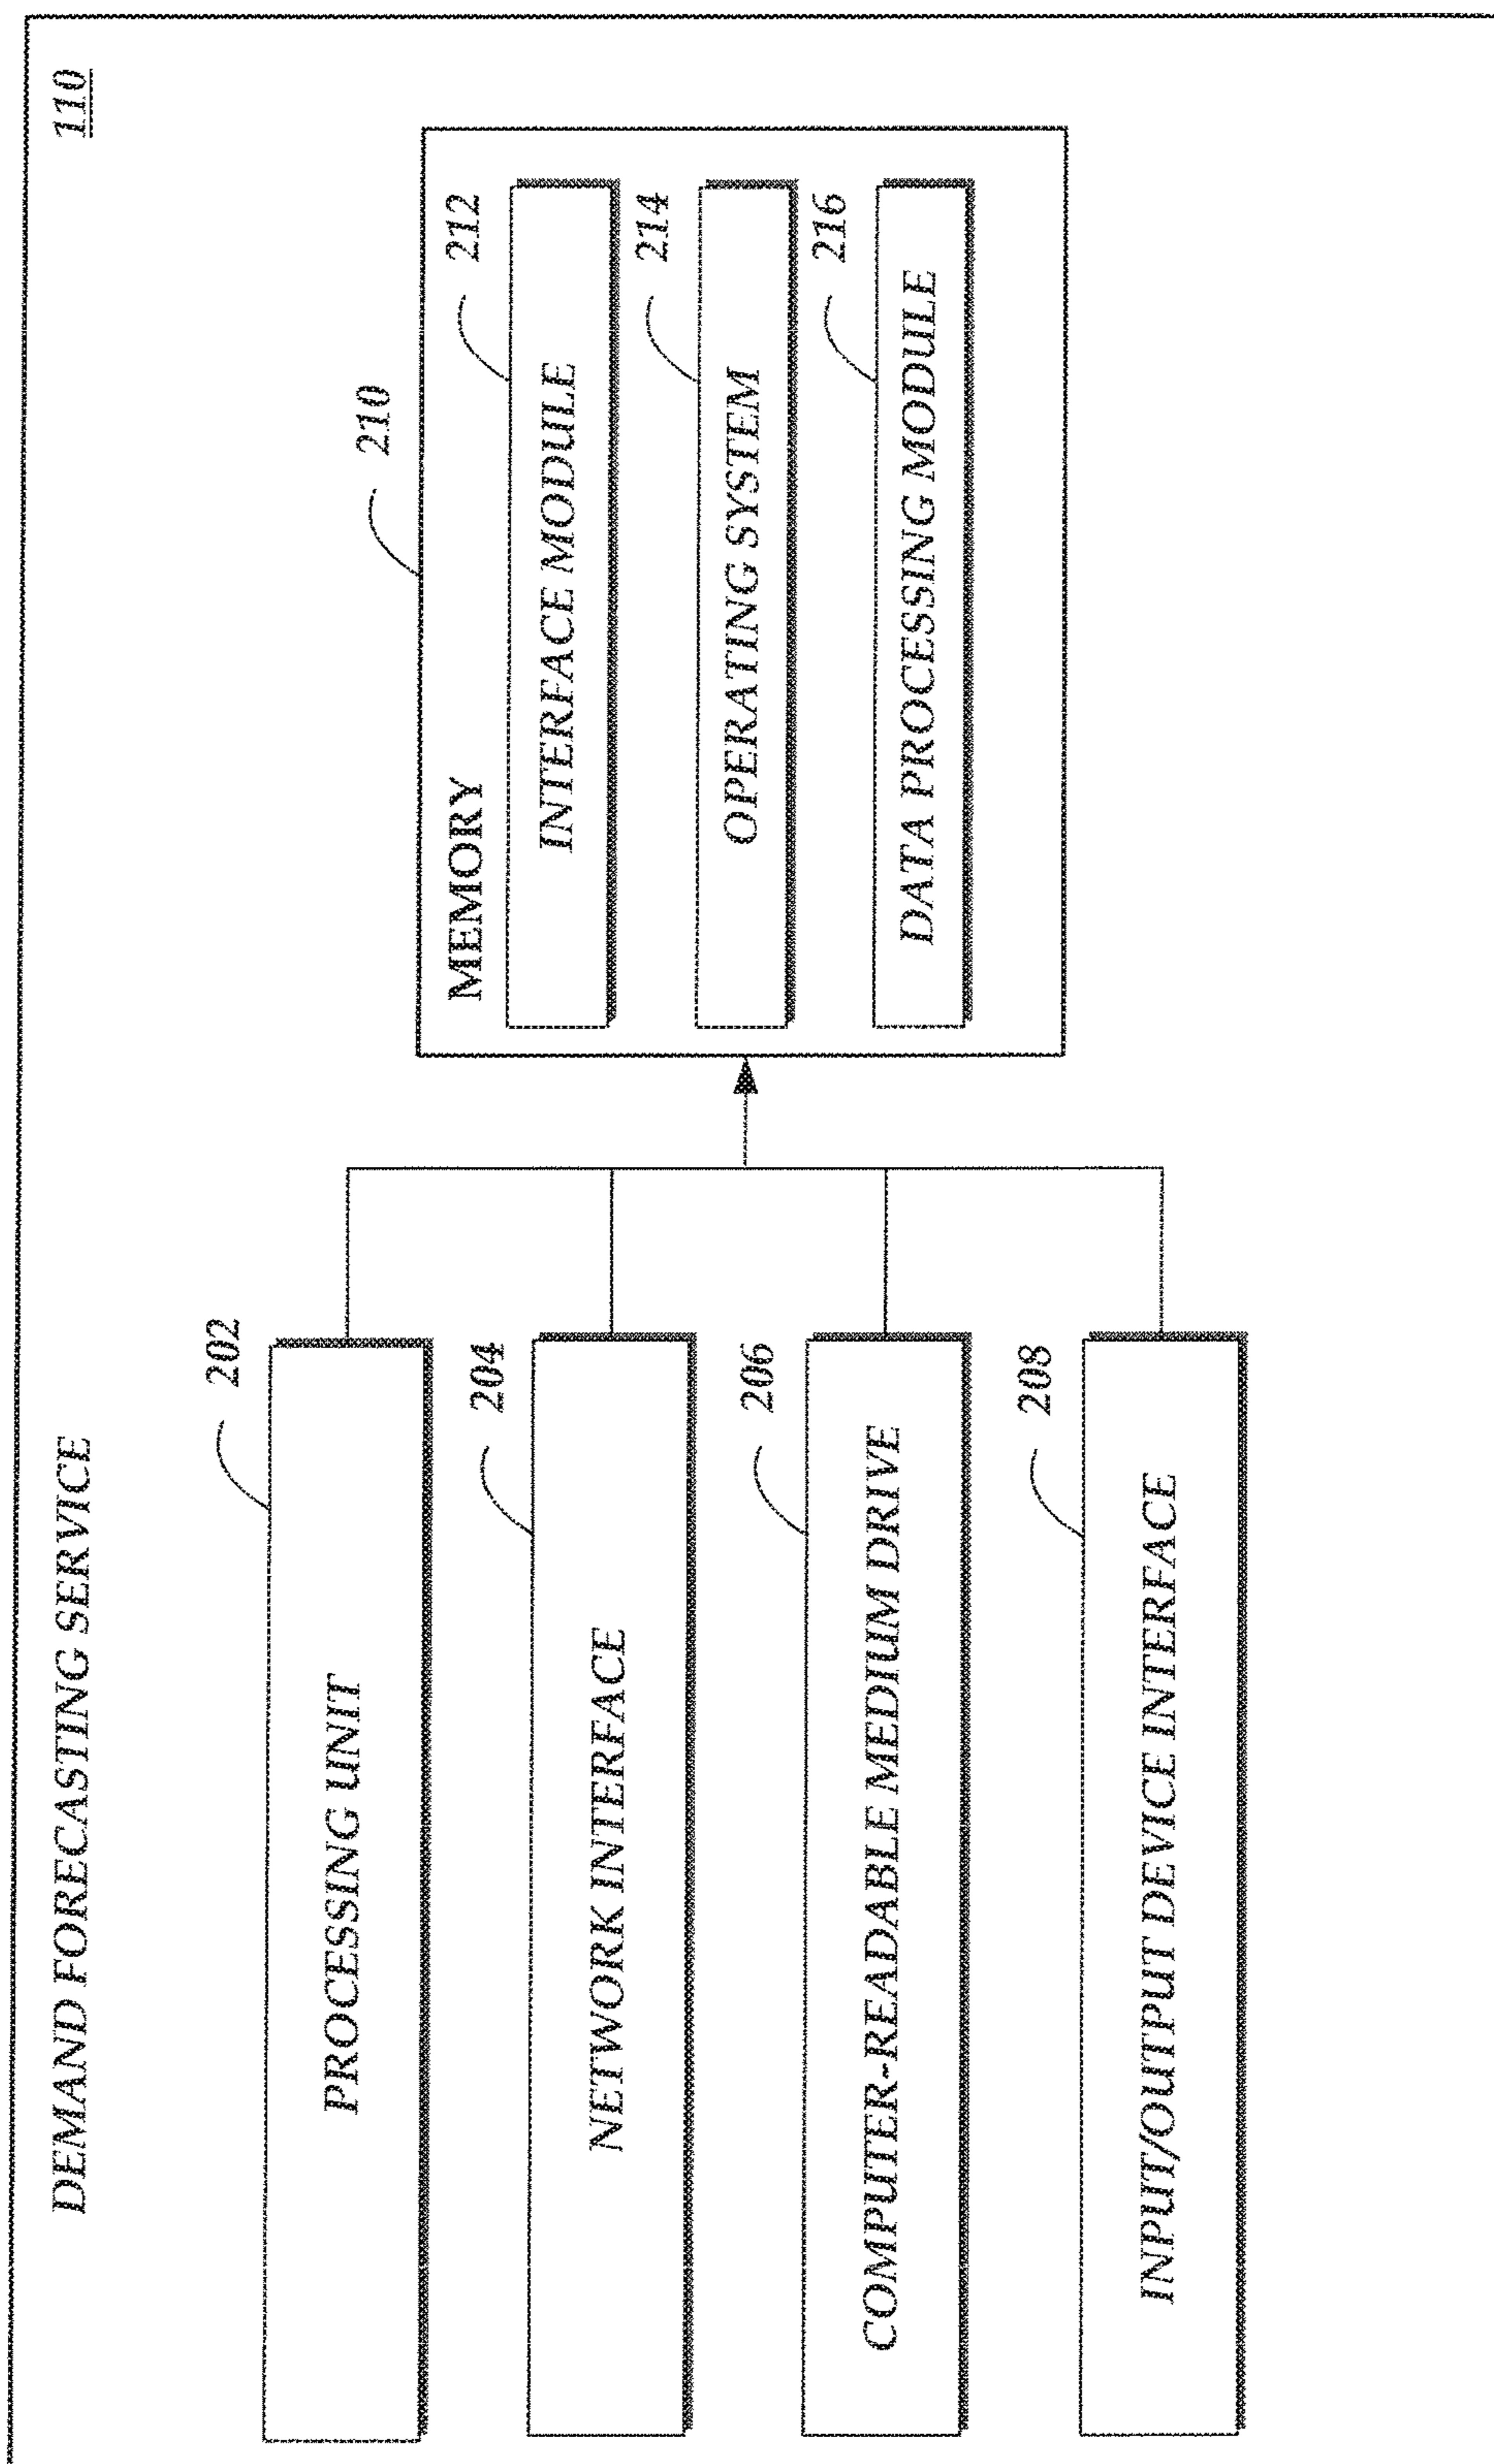 DEMAND FORECASTING SERVICE
110
202
PROCESSING UNIT
204
NETWORK INTERFACE
206
COMPUTER-READABLE MEDIUM DRIVE
208
INPUT/OUTPUT DEVICE INTERFACE
210
MEMORY
212
INTERFACE MODULE
214
OPERATING SYSTEM
216
DATA PROCESSING MODULE